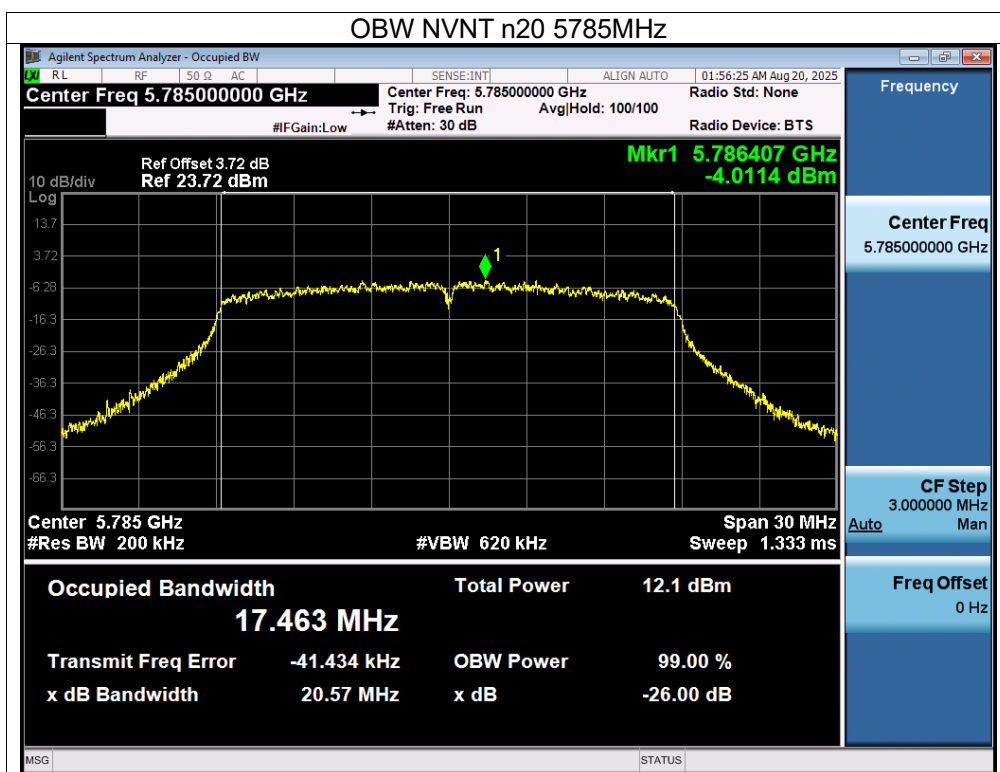 OBW NVNT n20 5785MHz
Agilent Spectrum Analyzer - Occupied BW
LXI RL RF 50 Ω AC SENSE:INT ALIGN AUTO 01:56:25 AM Aug 20, 2025
Center Freq 5.785000000 GHz
#IFGain:Low
Center Freq: 5.785000000 GHz
Trig: Free Run Avg|Hold: 100/100
#Atten: 30 dB
Radio Std: None
Radio Device: BTS
Mkr1 5.786407 GHz
-4.0114 dBm
Ref Offset 3.72 dB
10 dB/div Ref 23.72 dBm
Log
13.7
3.72
-6.28
-16.3
-26.3
-36.3
-46.3
-56.3
-66.3
1
Center 5.785 GHz Span 30 MHz
#Res BW 200 kHz #VBW 620 kHz Sweep 1.333 ms
Occupied Bandwidth Total Power 12.1 dBm
17.463 MHz
Transmit Freq Error -41.434 kHz OBW Power 99.00 %
x dB Bandwidth 20.57 MHz x dB -26.00 dB
Frequency
Center Freq
5.785000000 GHz
CF Step
3.000000 MHz
Auto Man
Freq Offset
0 Hz
MSG STATUS